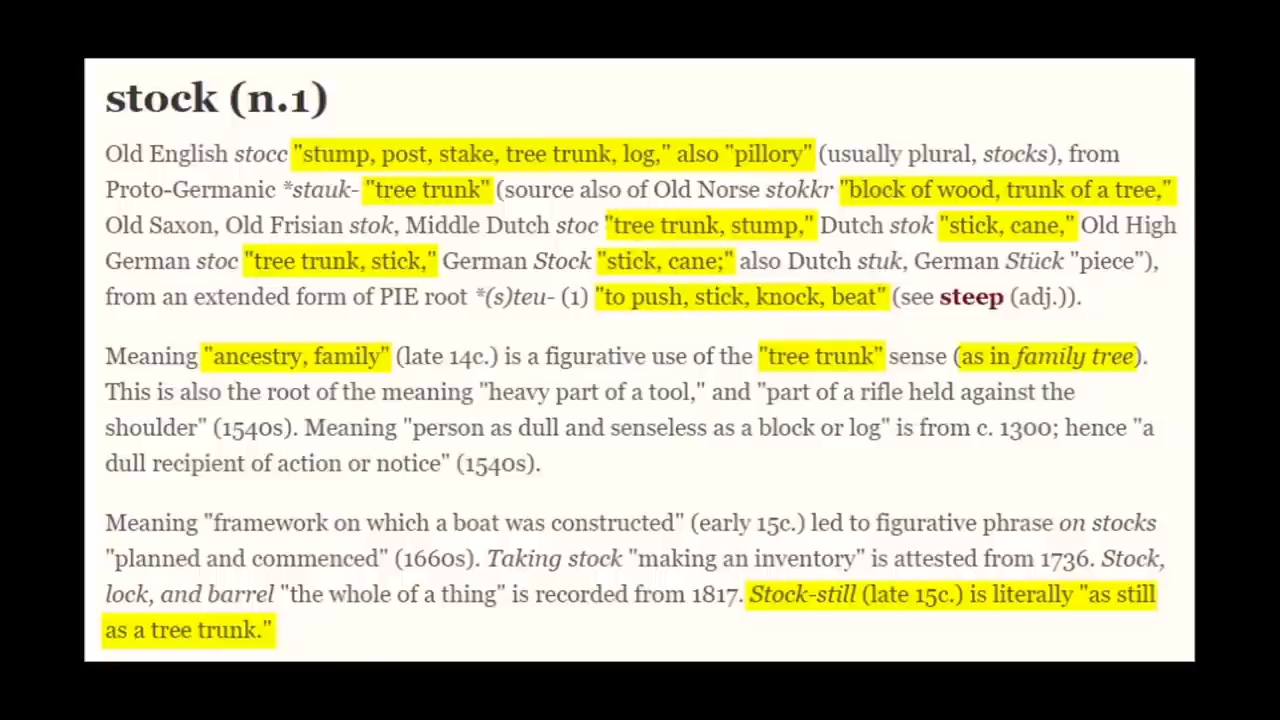 stock (n.1)
Old English stocc "stump, post, stake, tree trunk, log," also "pillory" (usually plural, stocks), from
Proto-Germanic *stauk- "tree trunk" (source also of Old Norse stokkr "block of wood, trunk of a tree,"
Old Saxon, Old Frisian stok, Middle Dutch stoc "tree trunk, stump," Dutch stok "stick, cane," Old High
German stoc "tree trunk, stick," German Stock "stick, cane;" also Dutch stuk, German Stück "piece"),
from an extended form of PIE root *(s)teu- (1) "to push, stick, knock, beat" (see steep (adj.)).
Meaning "ancestry, family" (late 14c.) is a figurative use of the "tree trunk" sense (as in family tree).
This is also the root of the meaning "heavy part of a tool," and "part of a rifle held against the
shoulder" (1540s). Meaning "person as dull and senseless as a block or log" is from c. 1300; hence "a
dull recipient of action or notice" (1540s).
Meaning "framework on which a boat was constructed" (early 15c.) led to figurative phrase on stocks
"planned and commenced" (1660s). Taking stock "making an inventory" is attested from 1736. Stock,
lock, and barrel "the whole of a thing" is recorded from 1817. Stock-still (late 15c.) is literally "as still
as a tree trunk."